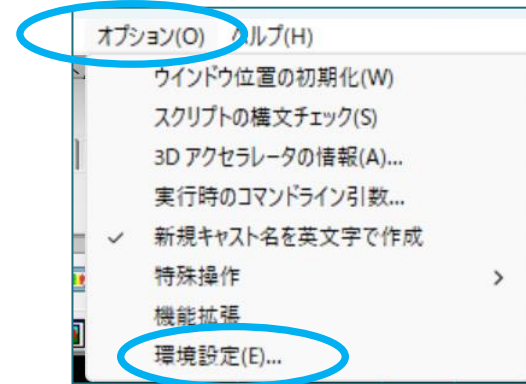 オプション(O) ヘルプ(H)
ウインドウ位置の初期化(W)
スクリプトの構文チェック(S)
3D アクセラレータの情報(A)...
実行時のコマンドライン引数...
新規キャスト名を英文字で作成
特殊操作
機能拡張
環境設定(E)...